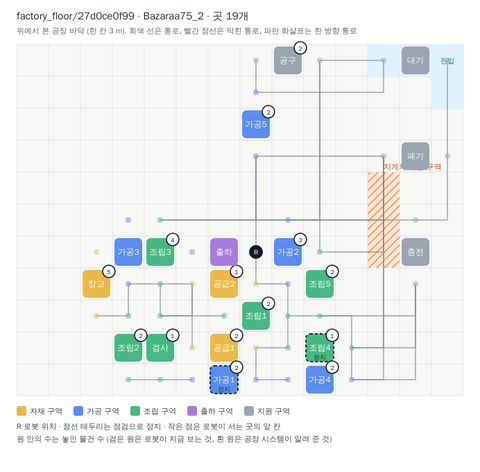 factory_floor/27d0ce0f99 · Bazaraa75_2 · 곳 19개
위에서 본 공장 바닥 (한 칸 3 m). 회색 선은 통로, 빨간 점선은 막힌 통로, 파란 화살표는 한 방향 통로
공구 2
대기
진입
가공5 2
폐기
지게차 구역
가공3
조립3 4
출하
R
가공2 3
충전
창고 5
공급2 1
조립5 2
조립1 2
조립2 2
검사 1
공급1 2
조립4 1
정지
가공1 2
정지
가공4 2
자재 구역
가공 구역
조립 구역
출하 구역
지원 구역
R 로봇 위치 · 점선 테두리는 점검으로 정지 · 작은 점은 로봇이 서는 곳의 앞 칸
원 안의 수는 놓인 물건 수 (검은 원은 로봇이 지금 보는 것, 흰 원은 공장 시스템이 알려 준 것)